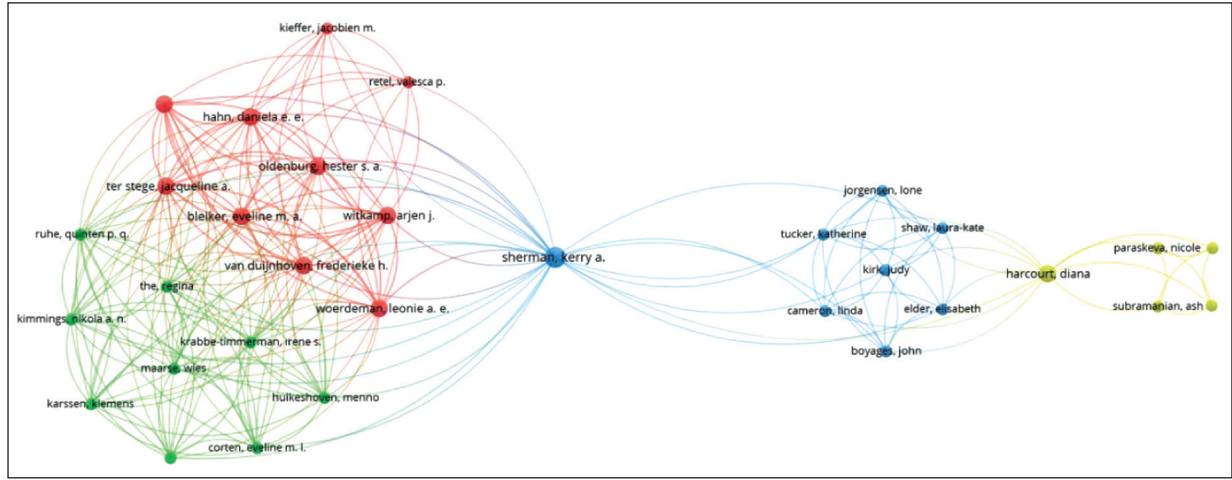 kieffer, jacobien m.
retel, valesca p.
hahn, daniela e. e.
oldenburg, hester s. a.
ter stege, jacqueline a.
bleiker, eveline m. a.
witkamp, arjen j.
ruhe, quinten p. q.
van duijnhoven, frederieke h.
the, regina
woerdeman, leonie a. e.
kimmings, nikola a. n.
krabbe-timmerman, irene s.
maarse, wies
karssen, klemens
hulkeshoven, menno
corten, eveline m. l.
sherman, kerry a.
jorgensen, lone
shaw, laura-kate
tucker, katherine
kirk, judy
cameron, linda
elder, elisabeth
boyages, john
harcourt, diana
paraskeva, nicole
subramanian, ash